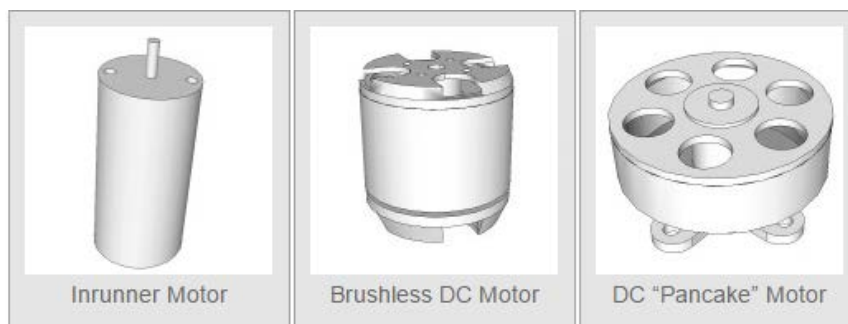 Inrunner Motor
Brushless DC Motor
DC “Pancake” Motor